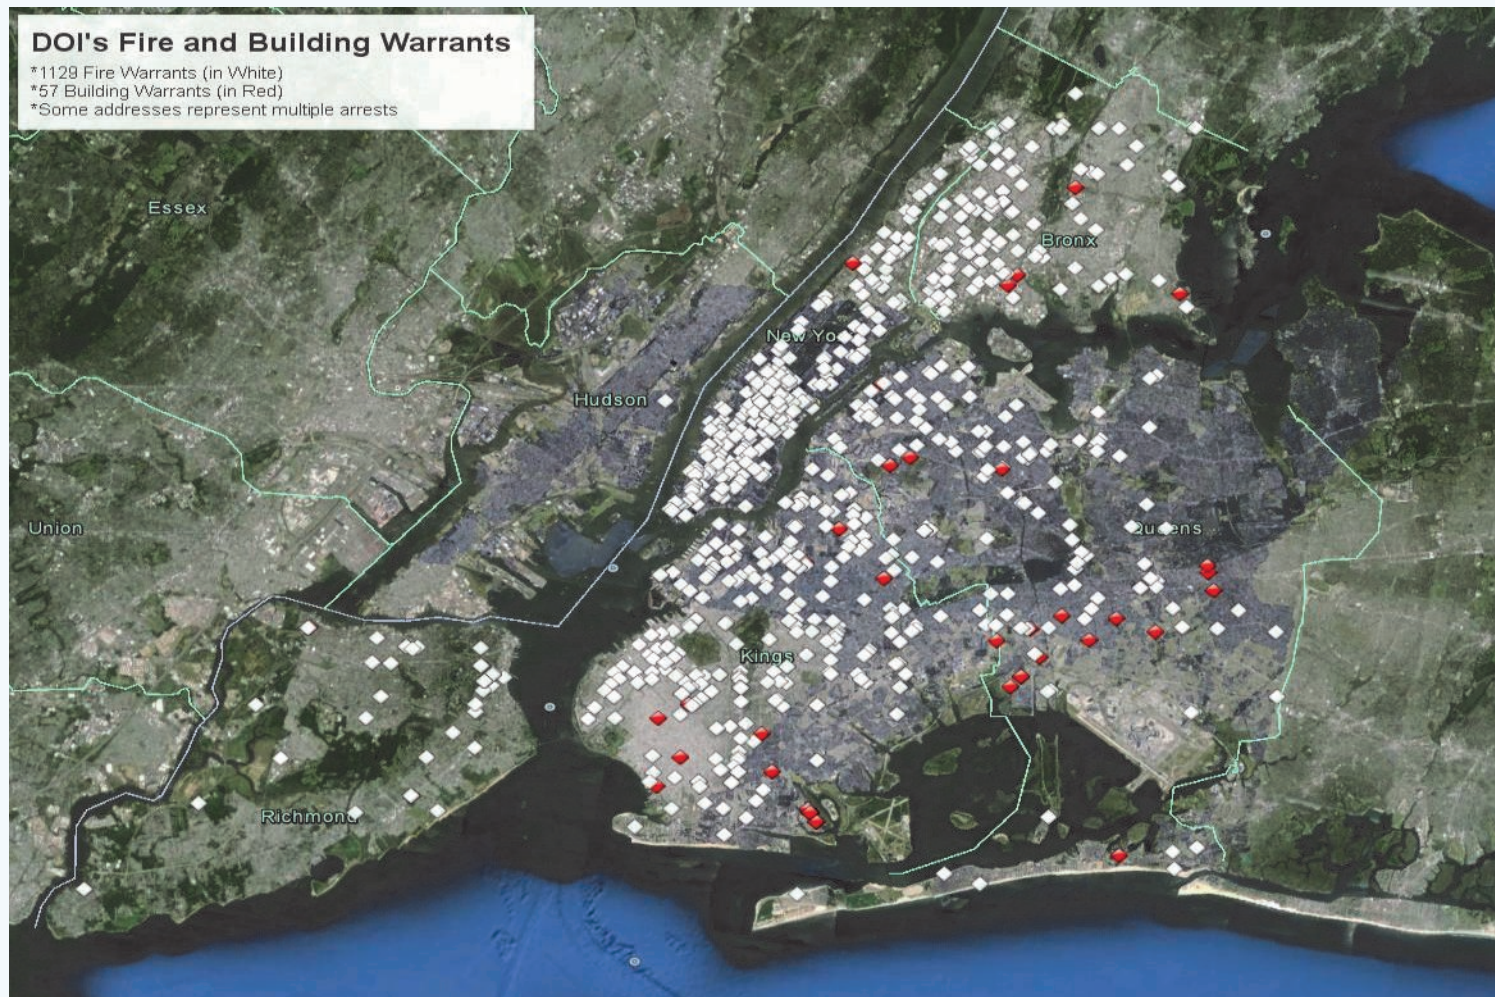 DOI's Fire and Building Warrants
*1129 Fire Warrants (in White)
*57 Building Warrants (in Red)
*Some addresses represent multiple arrests
Essex
Bronx
New Yo
Hudson
Union
Queens
Kings
Richmond